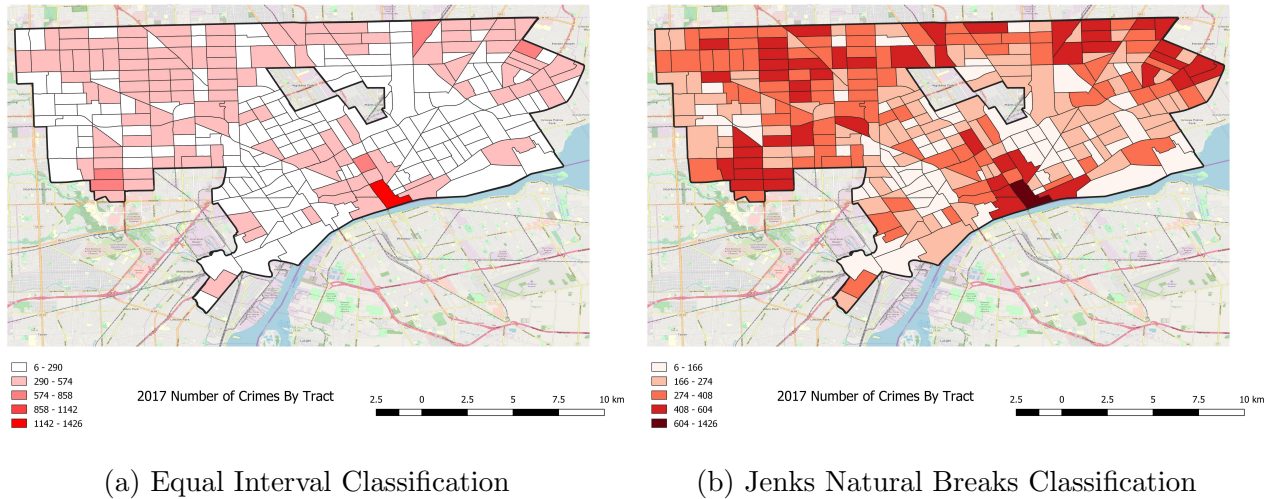 6 - 290
290 - 574
574 - 858
858 - 1142
1142 - 1426
2017 Number of Crimes By Tract
2.5 0 2.5 5 7.5 10 km
(a) Equal Interval Classification
6 - 166
166 - 274
274 - 408
408 - 604
604 - 1426
2017 Number of Crimes By Tract
2.5 0 2.5 5 7.5 10 km
(b) Jenks Natural Breaks Classification